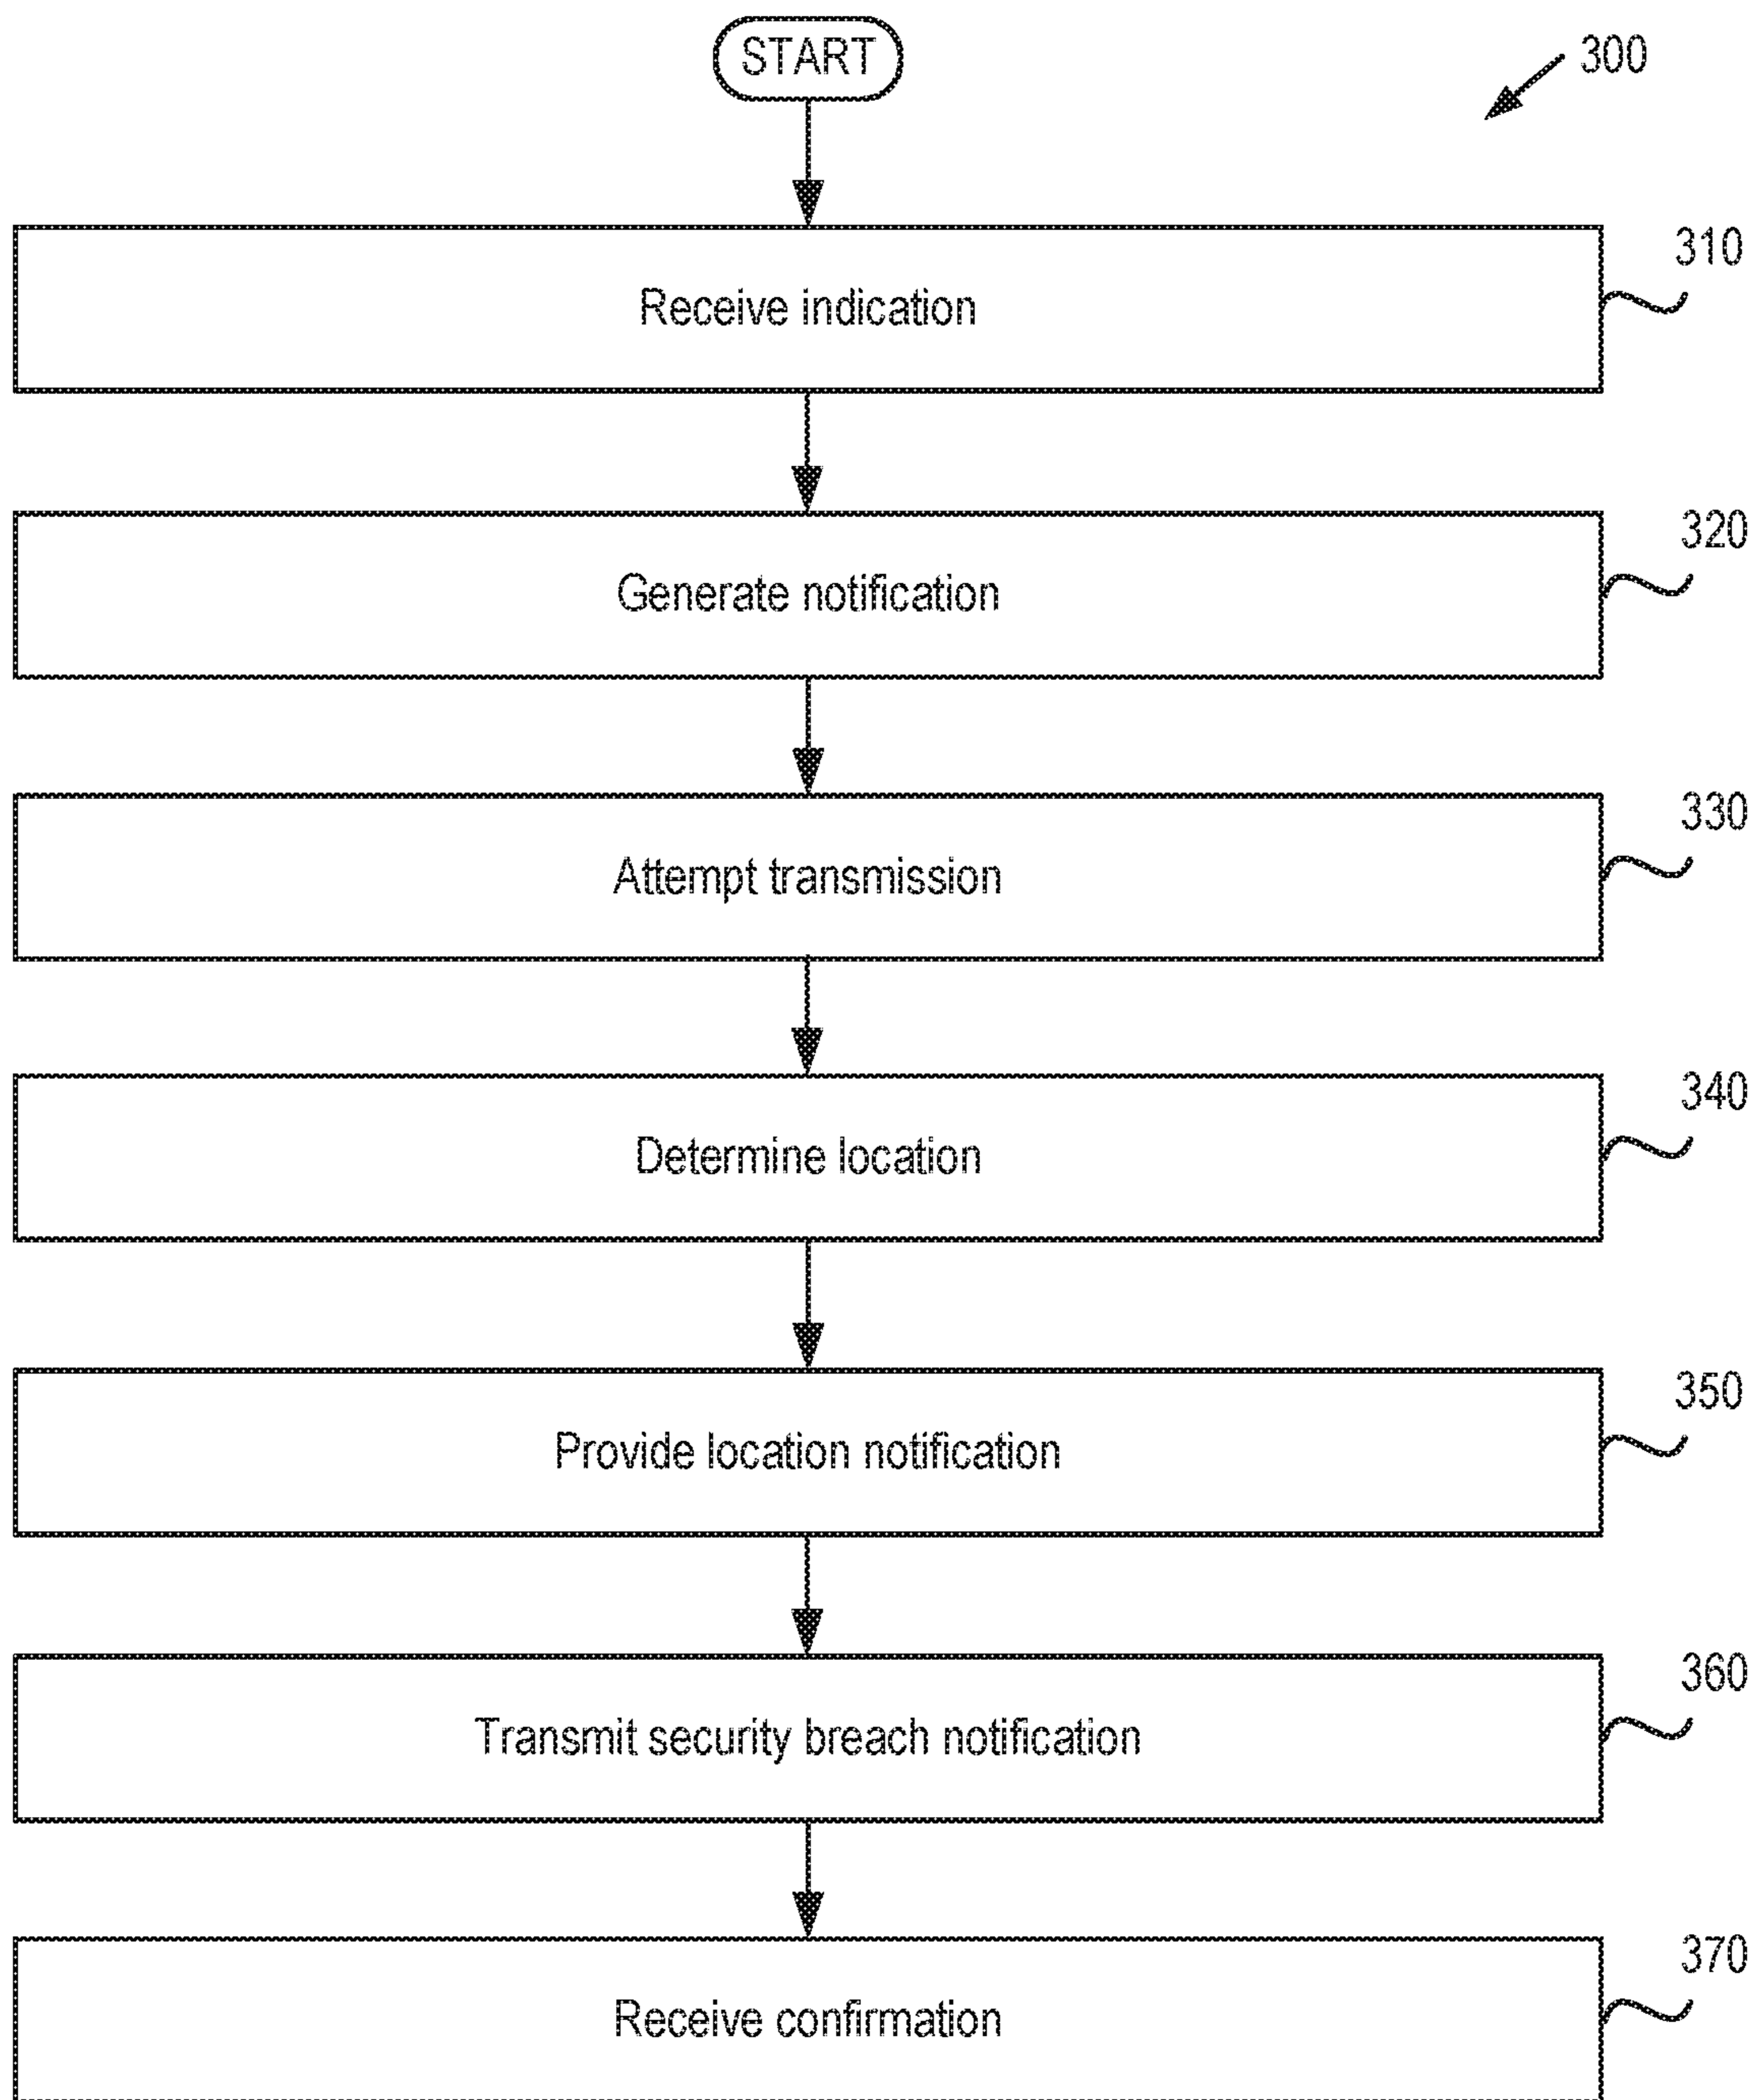 START
300
310
Receive indication
320
Generate notification
330
Attempt transmission
340
Determine location
350
Provide location notification
360
Transmit security breach notification
370
Receive confirmation